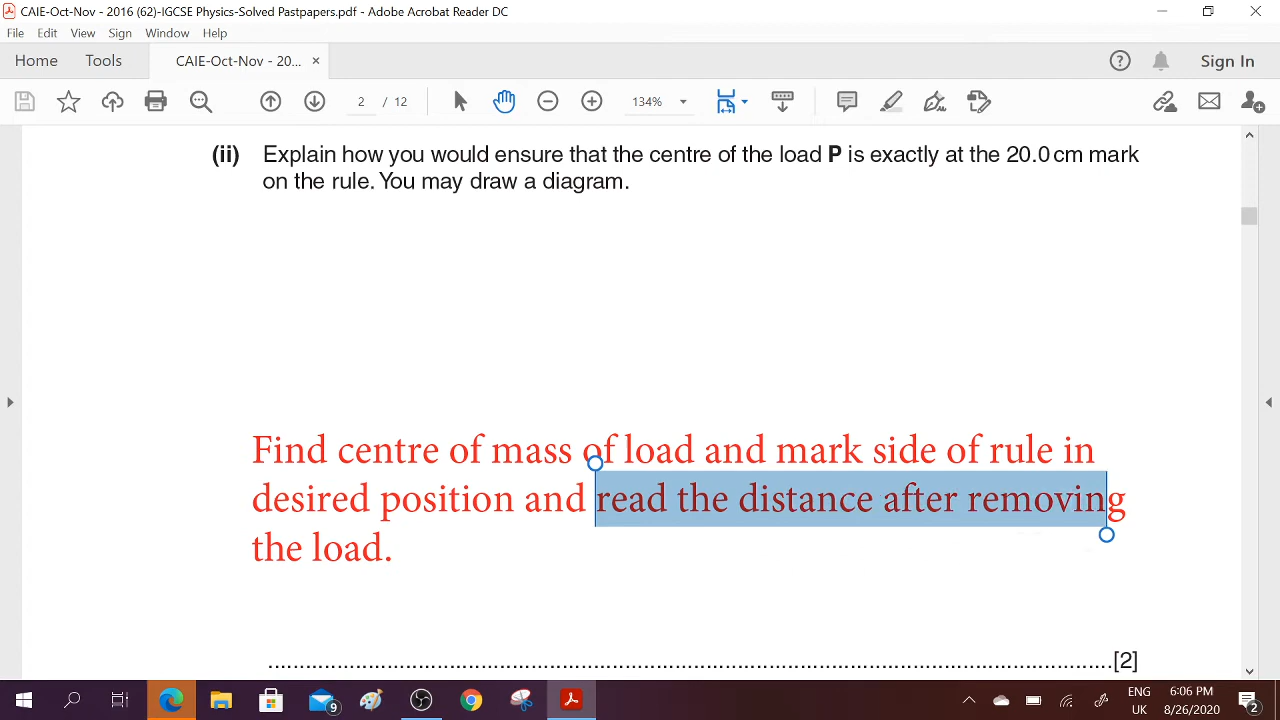 CAIE-Oct-Nov - 2016 (62)-IGCSE Physics-Solved Pastpapers.pdf - Adobe Acrobat Reader DC
File Edit View Sign Window Help
Home Tools CAIE-Oct-Nov - 20... × Sign In
2 / 12 134%
(ii) Explain how you would ensure that the centre of the load P is exactly at the 20.0 cm mark
on the rule. You may draw a diagram.
Find centre of mass of load and mark side of rule in
desired position and read the distance after removing
the load.
[2]
ENG 6:06 PM
9 UK 8/26/2020 2